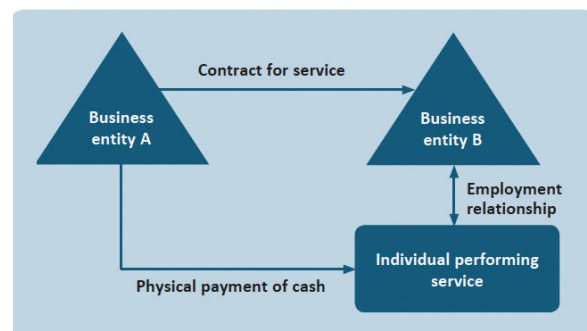 Contract for service
Business
entity A
Business
entity B
Employment
relationship
Individual performing
service
Physical payment of cash